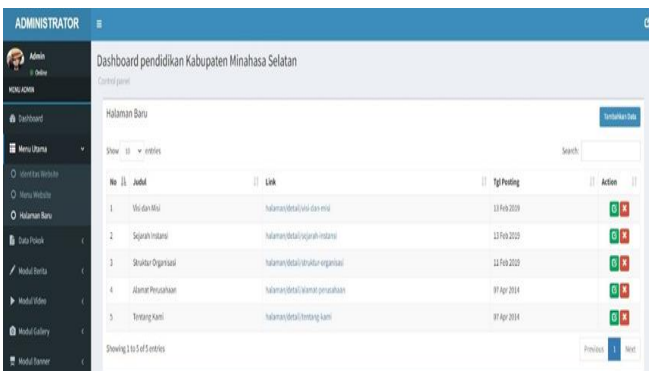 ADMINISTRATOR
Admin
Online
MENU ADMIN
Dashboard
Menu Utama
Identitas Website
Menu Website
Halaman Baru
Data Pokok
Modul Berita
Modul Video
Modul Gallery
Modul Banner
Dashboard pendidikan Kabupaten Minahasa Selatan
Control panel
Halaman Baru
Tambahkan Data
Show 10 entries
Search:
No Judul Link Tgl Posting Action
1 Visi dan Misi halaman/detail/visi-dan-misi 13 Feb 2019
2 Sejarah Instansi halaman/detail/sejarah-instansi 13 Feb 2019
3 Struktur Organisasi halaman/detail/struktur-organisasi 12 Feb 2019
4 Alamat Perusahaan halaman/detail/alamat-perusahaan 07 Apr 2014
5 Tentang Kami halaman/detail/tentang-kami 07 Apr 2014
Showing 1 to 5 of 5 entries
Previous 1 Next